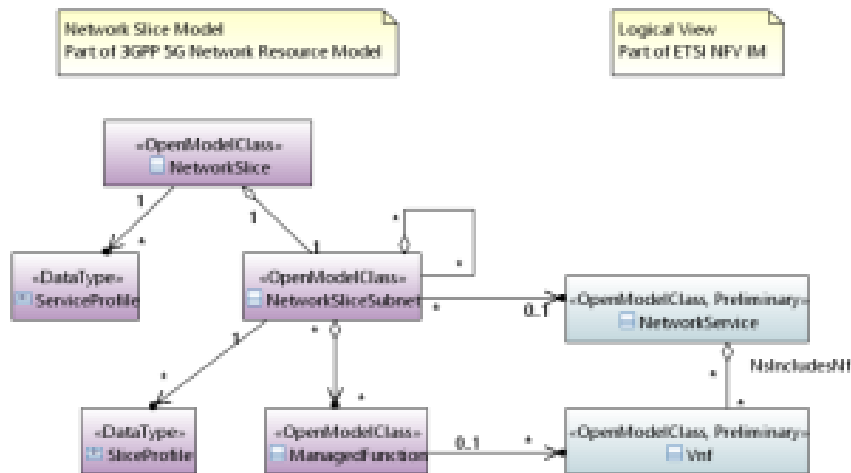 Network Slice Model
Part of 3GPP 5G Network Resource Model
Logical View
Part of ETSI NFV IM
«OpenModelClass»
NetworkSlice
1
1
*
1
*
*
«DataType»
ServiceProfile
«OpenModelClass»
NetworkSliceSubnet
*
0..1
«OpenModelClass, Preliminary»
NetworkService
1
*
*
*
*
NsIncludesNf
*
«DataType»
SliceProfile
«OpenModelClass»
ManagedFunction
0..1
*
«OpenModelClass, Preliminary»
Vnf